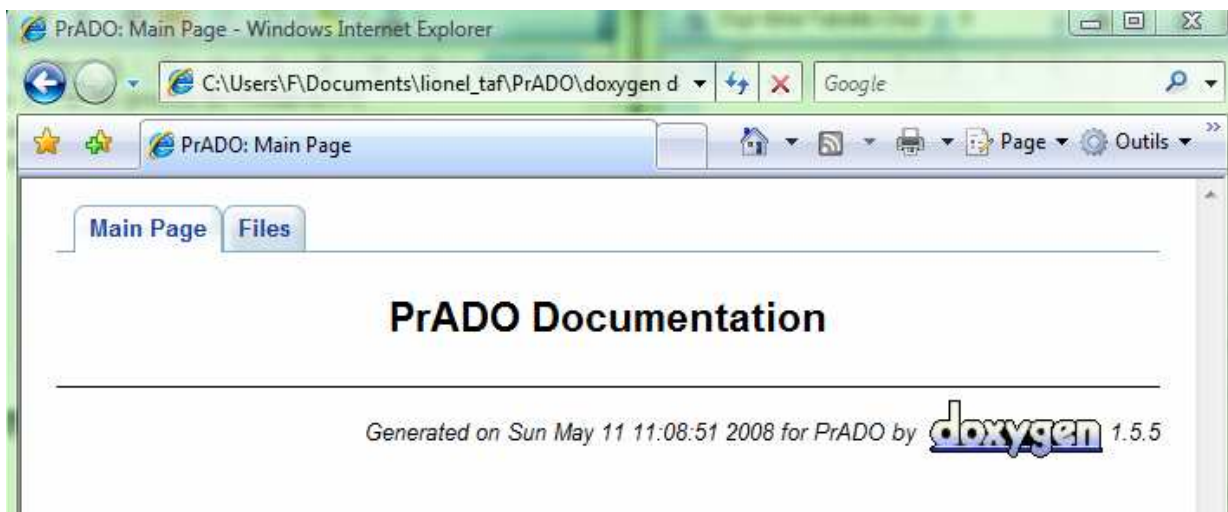 PrADO: Main Page - Windows Internet Explorer
C:\Users\F\Documents\lionel_taf\PrADO\doxygen d
Google
PrADO: Main Page
Page
Outils
Main Page
Files
PrADO Documentation
Generated on Sun May 11 11:08:51 2008 for PrADO by doxygen 1.5.5